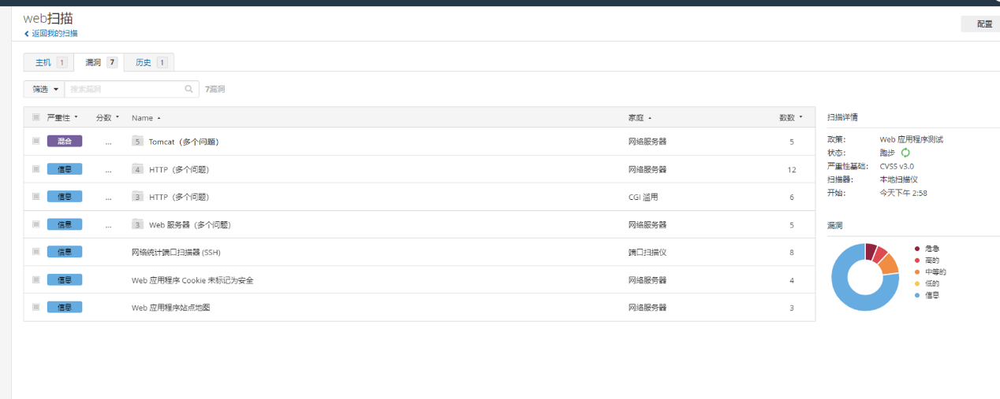 web扫描
返回我的扫描
配置
主机 1 漏洞 7 历史 1
筛选 搜索漏洞 7漏洞
严重性 分数 Name 家庭 数数
混合 ... 5 Tomcat（多个问题） 网络服务器 5
信息 ... 4 HTTP（多个问题） 网络服务器 12
信息 ... 3 HTTP（多个问题） CGI 滥用 6
信息 ... 3 Web 服务器（多个问题） 网络服务器 5
信息 网络统计端口扫描器 (SSH) 端口扫描仪 8
信息 Web 应用程序 Cookie 未标记为安全 网络服务器 4
信息 Web 应用程序站点地图 网络服务器 3
扫描详情
政策： Web 应用程序测试
状态： 跑步
严重性基础： CVSS v3.0
扫描器： 本地扫描仪
开始： 今天下午 2:58
漏洞
危急
高的
中等的
低的
信息